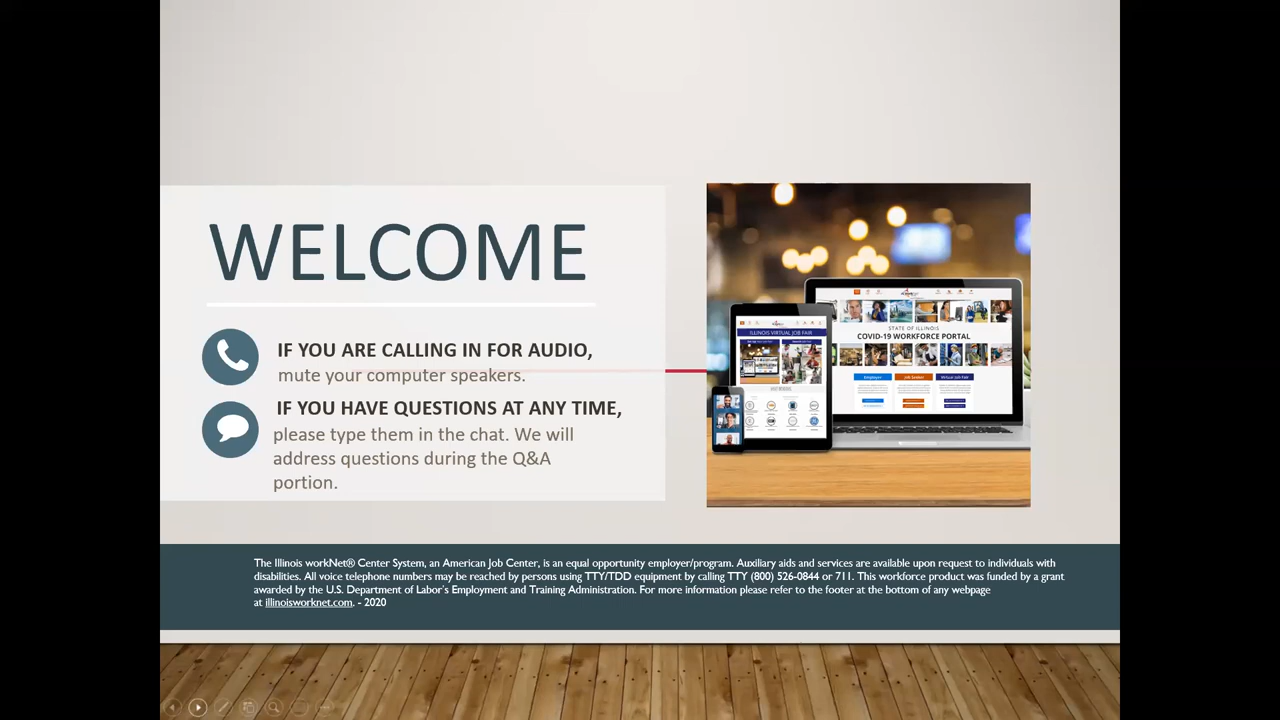 WELCOME
IF YOU ARE CALLING IN FOR AUDIO,
mute your computer speakers.
IF YOU HAVE QUESTIONS AT ANY TIME,
please type them in the chat. We will
address questions during the Q&A
portion.
ILLINOIS VIRTUAL JOB FAIR
STATE OF ILLINOIS
COVID-19 WORKFORCE PORTAL
Employer
Job Seeker
Virtual Job Fair
The Illinois workNet® Center System, an American Job Center, is an equal opportunity employer/program. Auxiliary aids and services are available upon request to individuals with
disabilities. All voice telephone numbers may be reached by persons using TTY/TDD equipment by calling TTY (800) 526-0844 or 711. This workforce product was funded by a grant
awarded by the U.S. Department of Labor's Employment and Training Administration. For more information please refer to the footer at the bottom of any webpage
at illinoisworknet.com. - 2020